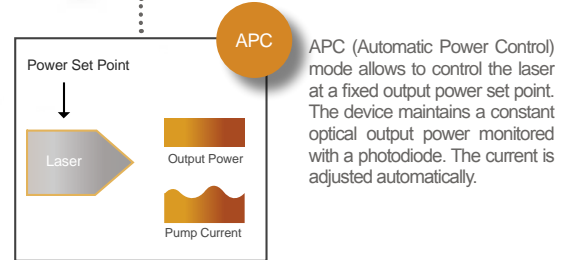 APC
Power Set Point
Laser
Output Power
Pump Current
APC (Automatic Power Control)
mode allows to control the laser
at a fixed output power set point.
The device maintains a constant
optical output power monitored
with a photodiode. The current is
adjusted automatically.